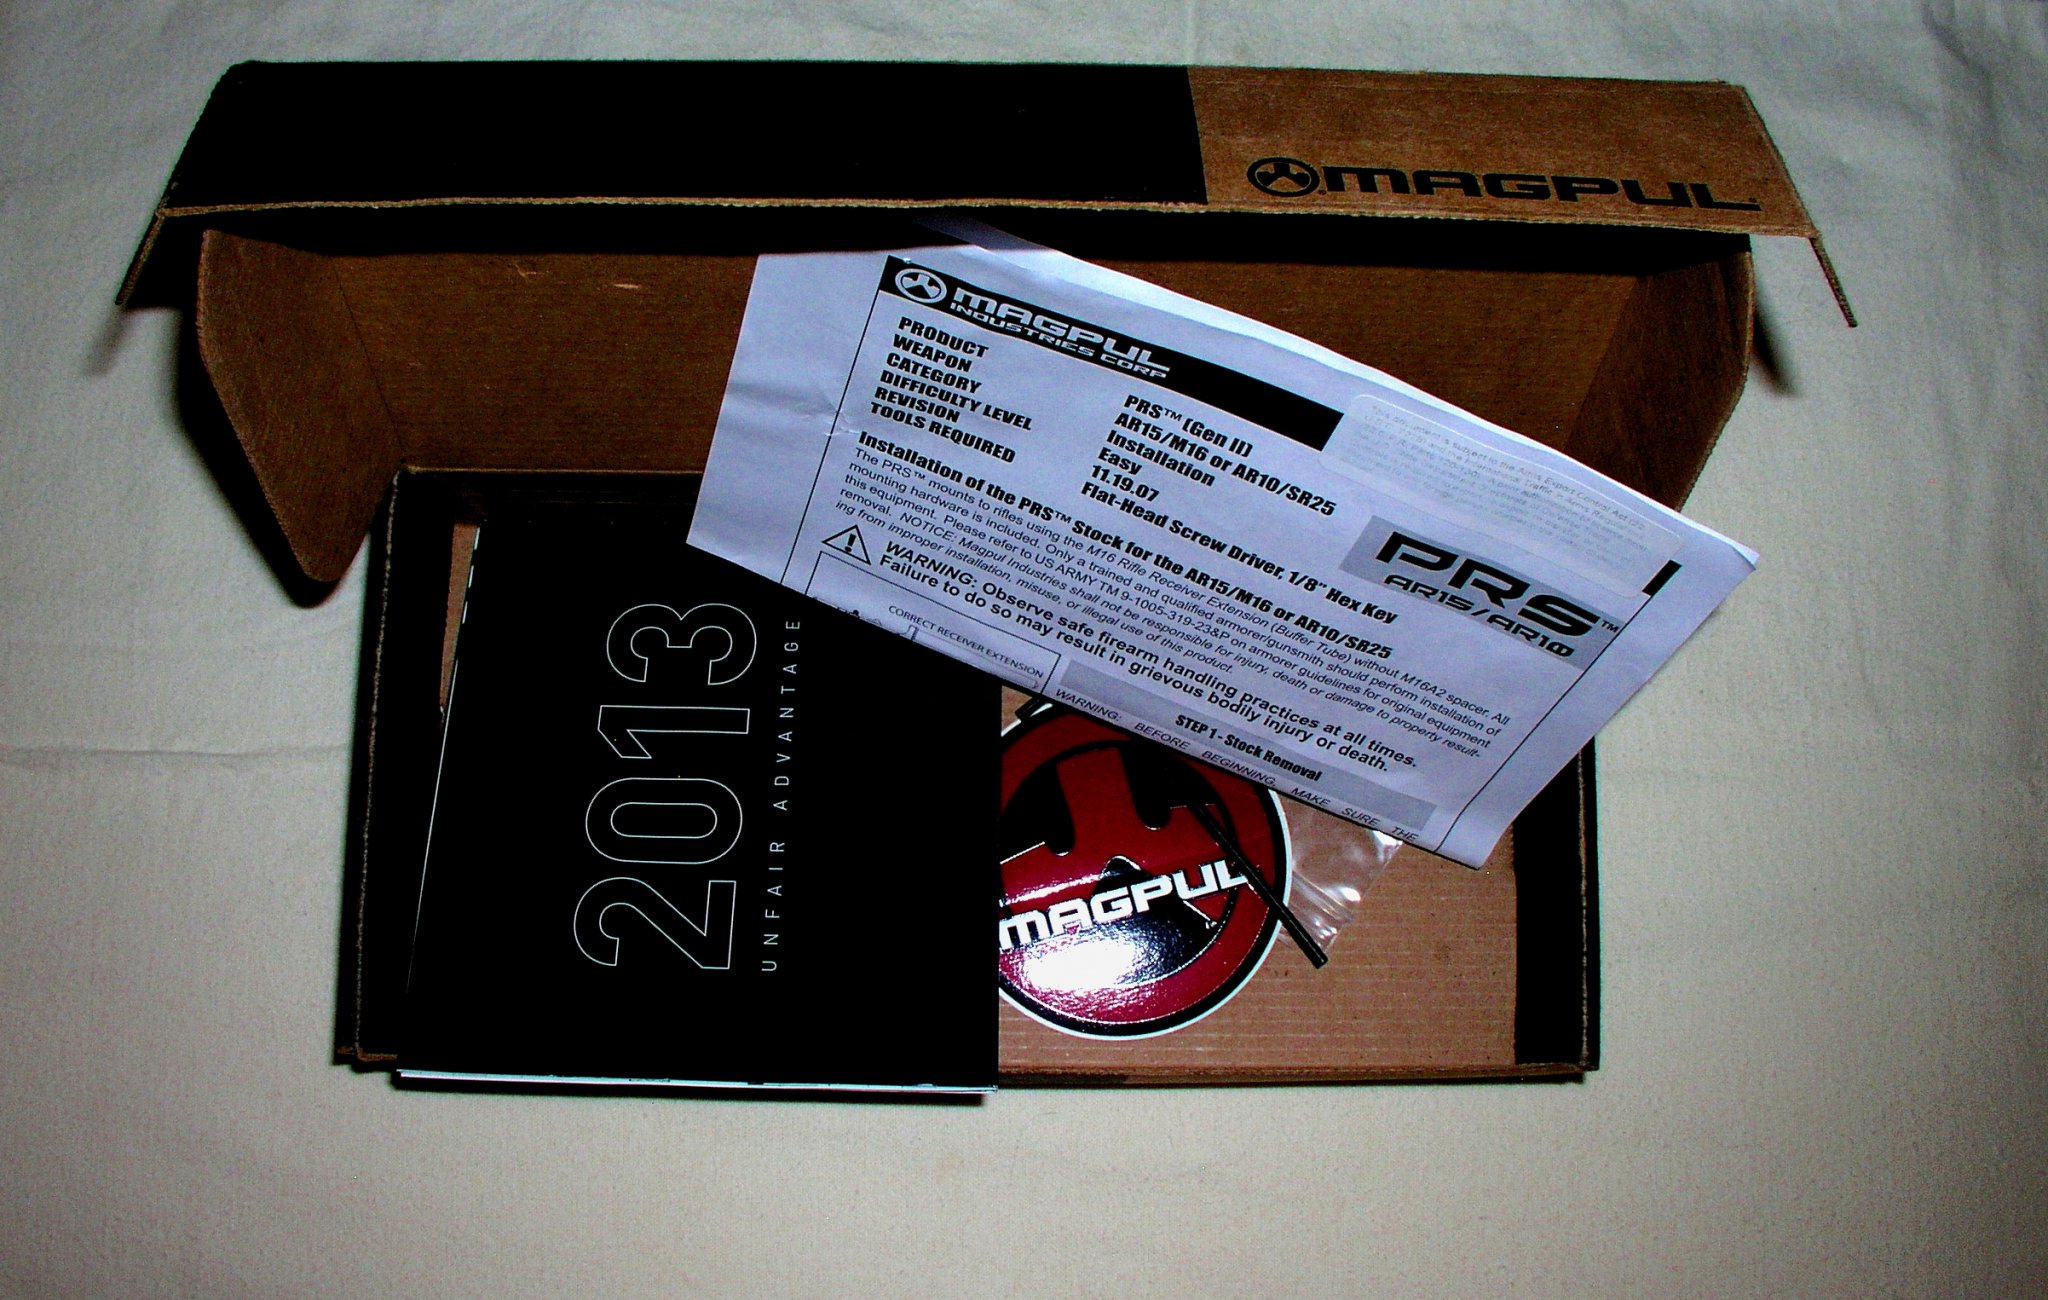 MAGPUL
MAGPUL
INDUSTRIES CORP
PRODUCT PRS™ (Gen II)
WEAPON AR15/M16 or AR10/SR25
CATEGORY Installation
DIFFICULTY LEVEL Easy
REVISION 11.19.07
TOOLS REQUIRED Flat-Head Screw Driver, 1/8" Hex Key
PRS™
AR15/AR10
Installation of the PRS™ Stock for the AR15/M16 or AR10/SR25
The PRS™ mounts to rifles using the M16 Rifle Receiver Extension (Buffer Tube) without M16A2 spacer. All
mounting hardware is included. Only a trained and qualified armorer/gunsmith should perform installation of
this equipment. Please refer to US ARMY TM 9-1005-319-23&P on armorer guidelines for original equipment
removal. NOTICE: Magpul Industries shall not be responsible for injury, death or damage to property result-
ing from improper installation, misuse, or illegal use of this product.
WARNING: Observe safe firearm handling practices at all times.
Failure to do so may result in grievous bodily injury or death.
CORRECT RECEIVER EXTENSION
STEP 1 - Stock Removal
WARNING: BEFORE BEGINNING, MAKE SURE THE
2013
UNFAIR ADVANTAGE
MAGPUL